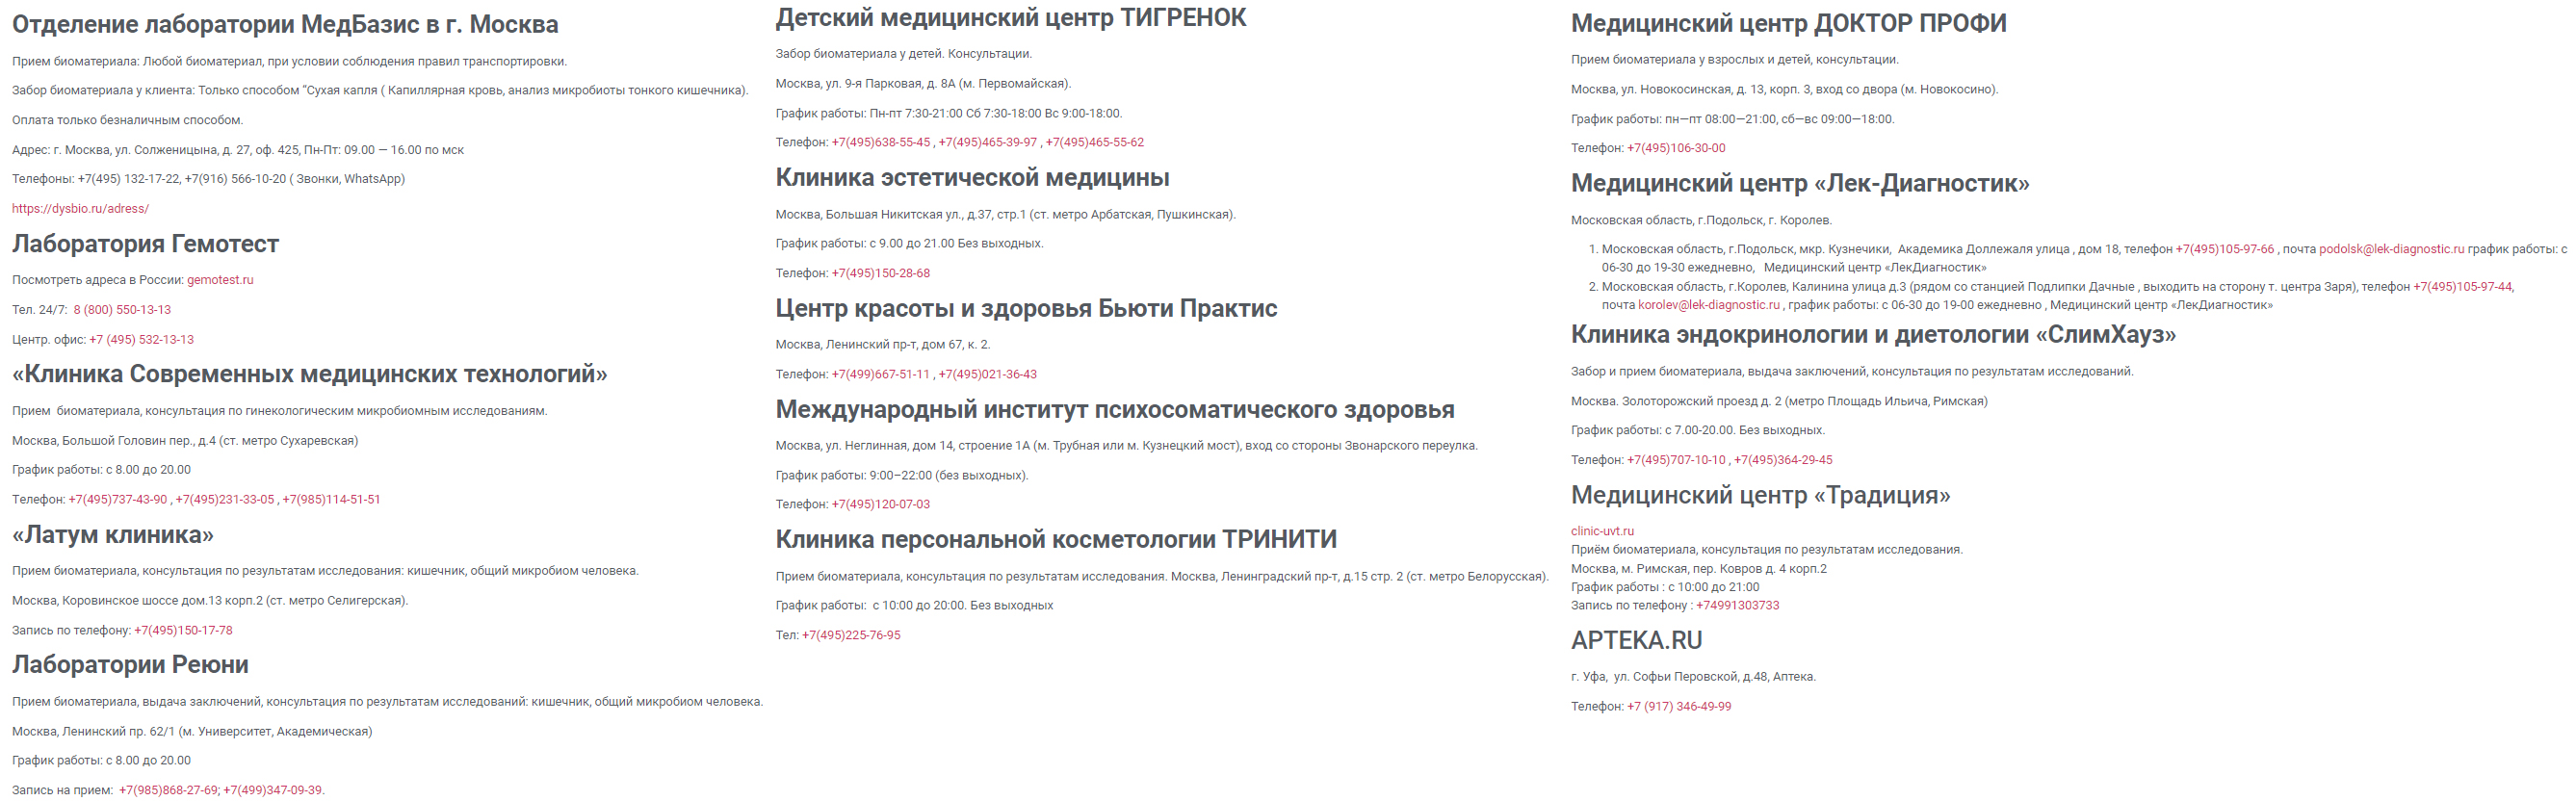 Отделение лаборатории МедБазис в г. Москва
Прием биоматериала: Любой биоматериал, при условии соблюдения правил транспортировки.
Забор биоматериала у клиента: Только способом "Сухая капля ( Капиллярная кровь, анализ микробиоты тонкого кишечника).
Оплата только безналичным способом.
Адрес: г. Москва, ул. Солженицына, д. 27, оф. 425, Пн-Пт: 09.00 — 16.00 по мск
Телефоны: +7(495) 132-17-22, +7(916) 566-10-20 ( Звонки, WhatsApp)
https://dysbio.ru/adress/
Лаборатория Гемотест
Посмотреть адреса в России: gemotest.ru
Тел. 24/7: 8 (800) 550-13-13
Центр. офис: +7 (495) 532-13-13
«Клиника Современных медицинских технологий»
Прием биоматериала, консультация по гинекологическим микробиомным исследованиям.
Москва, Большой Головин пер., д.4 (ст. метро Сухаревская)
График работы: с 8.00 до 20.00
Телефон: +7(495)737-43-90 , +7(495)231-33-05 , +7(985)114-51-51
«Латум клиника»
Прием биоматериала, консультация по результатам исследования: кишечник, общий микробиом человека.
Москва, Коровинское шоссе дом.13 корп.2 (ст. метро Селигерская).
Запись по телефону: +7(495)150-17-78
Лаборатории Реюни
Прием биоматериала, выдача заключений, консультация по результатам исследований: кишечник, общий микробиом человека.
Москва, Ленинский пр. 62/1 (м. Университет, Академическая)
График работы: с 8.00 до 20.00
Запись на прием: +7(985)868-27-69; +7(499)347-09-39.
Детский медицинский центр ТИГРЕНОК
Забор биоматериала у детей. Консультации.
Москва, ул. 9-я Парковая, д. 8А (м. Первомайская).
График работы: Пн-пт 7:30-21:00 Сб 7:30-18:00 Вс 9:00-18:00.
Телефон: +7(495)638-55-45 , +7(495)465-39-97 , +7(495)465-55-62
Клиника эстетической медицины
Москва, Большая Никитская ул., д.37, стр.1 (ст. метро Арбатская, Пушкинская).
График работы: с 9.00 до 21.00 Без выходных.
Телефон: +7(495)150-28-68
Центр красоты и здоровья Бьюти Практис
Москва, Ленинский пр-т, дом 67, к. 2.
Телефон: +7(499)667-51-11 , +7(495)021-36-43
Международный институт психосоматического здоровья
Москва, ул. Неглинная, дом 14, строение 1А (м. Трубная или м. Кузнецкий мост), вход со стороны Звонарского переулка.
График работы: 9:00–22:00 (без выходных).
Телефон: +7(495)120-07-03
Клиника персональной косметологии ТРИНИТИ
Прием биоматериала, консультация по результатам исследования. Москва, Ленинградский пр-т, д.15 стр. 2 (ст. метро Белорусская).
График работы: с 10:00 до 20:00. Без выходных
Тел: +7(495)225-76-95
Медицинский центр ДОКТОР ПРОФИ
Прием биоматериала у взрослых и детей, консультации.
Москва, ул. Новокосинская, д. 13, корп. 3, вход со двора (м. Новокосино).
График работы: пн—пт 08:00—21:00, сб—вс 09:00—18:00.
Телефон: +7(495)106-30-00
Медицинский центр «Лек-Диагностик»
Московская область, г.Подольск, г. Королев.
1. Московская область, г.Подольск, мкр. Кузнечики, Академика Доллежаля улица , дом 18, телефон +7(495)105-97-66 , почта podolsk@lek-diagnostic.ru график работы: с
06-30 до 19-30 ежедневно, Медицинский центр «ЛекДиагностик»
2. Московская область, г.Королев, Калинина улица д.3 (рядом со станцией Подлипки Дачные , выходить на сторону т. центра Заря), телефон +7(495)105-97-44,
почта korolev@lek-diagnostic.ru , график работы: с 06-30 до 19-00 ежедневно , Медицинский центр «ЛекДиагностик»
Клиника эндокринологии и диетологии «СлимХауз»
Забор и прием биоматериала, выдача заключений, консультация по результатам исследований.
Москва. Золоторожский проезд д. 2 (метро Площадь Ильича, Римская)
График работы: с 7.00-20.00. Без выходных.
Телефон: +7(495)707-10-10 , +7(495)364-29-45
Медицинский центр «Традиция»
clinic-uvt.ru
Приём биоматериала, консультация по результатам исследования.
Москва, м. Римская, пер. Ковров д. 4 корп.2
График работы : с 10:00 до 21:00
Запись по телефону : +74991303733
APTEKA.RU
г. Уфа, ул. Софьи Перовской, д.48, Аптека.
Телефон: +7 (917) 346-49-99